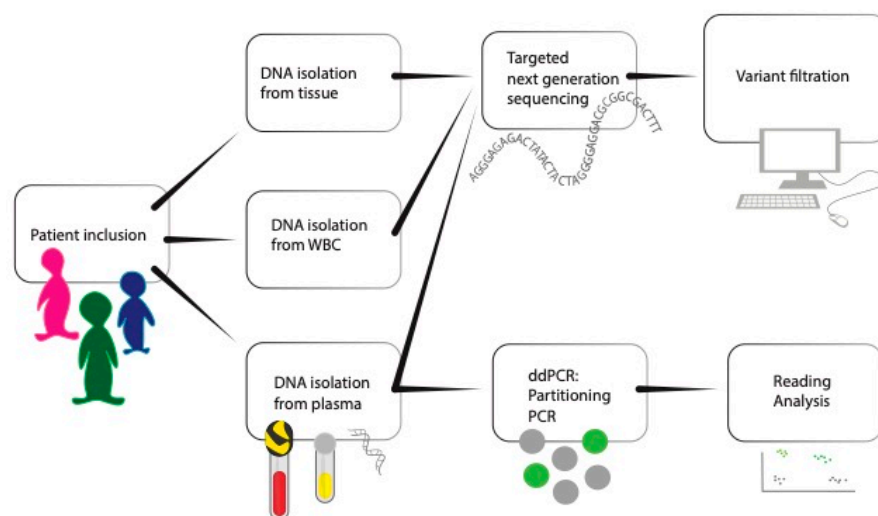 DNA isolation
from tissue
Targeted
next generation
sequencing
AGGGAGAGACTATACTACTAGGGGAGGACGCGGCGACTTT
Variant filtration
Patient inclusion
DNA isolation
from WBC
DNA isolation
from plasma
ddPCR:
Partitioning
PCR
Reading
Analysis